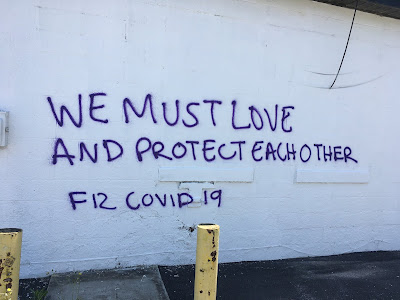 WE MUST LOVE
AND PROTECT EACH OTHER
F12 COVID 19